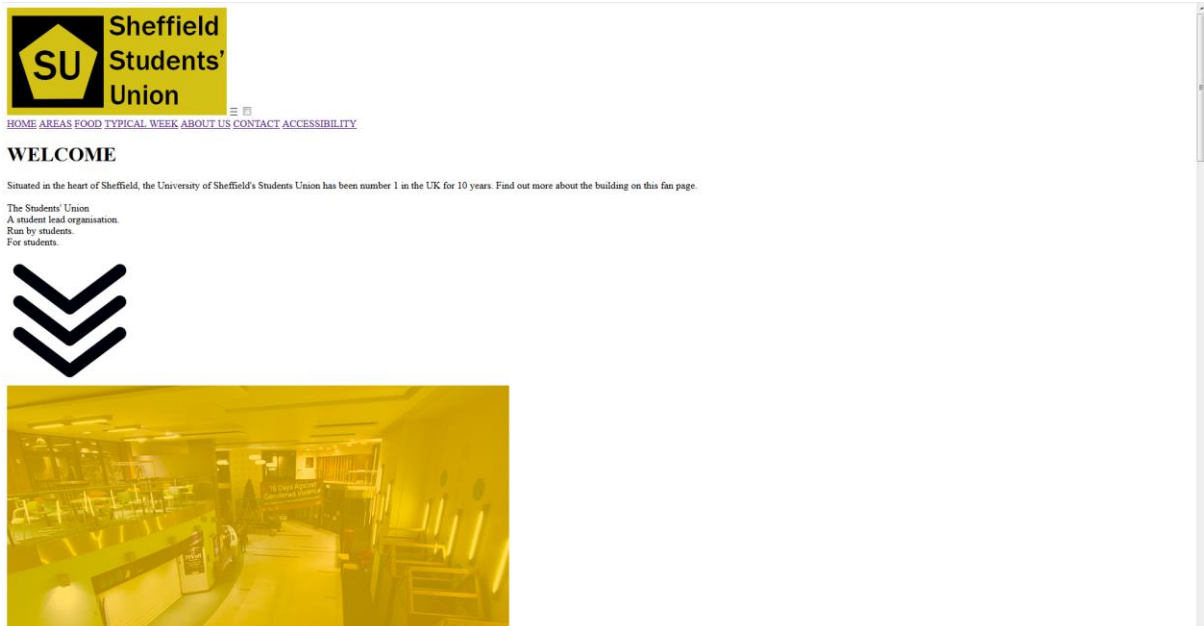 Sheffield
Students'
Union
SU
☰
HOME AREAS FOOD TYPICAL WEEK ABOUT US CONTACT ACCESSIBILITY
WELCOME
Situated in the heart of Sheffield, the University of Sheffield's Students Union has been number 1 in the UK for 10 years. Find out more about the building on this fan page.
The Students' Union
A student lead organisation.
Run by students.
For students.
16 Days Against
Gendered Violence